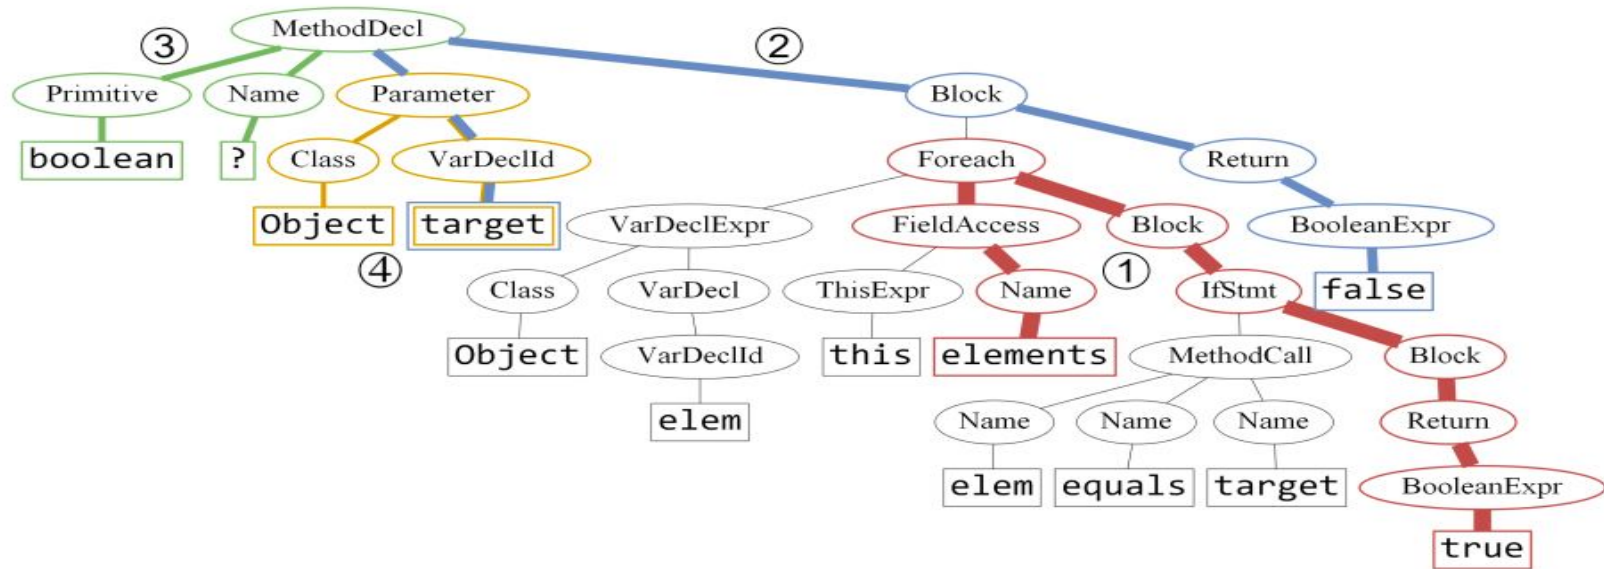 MethodDecl
③ ②
Primitive Name Parameter Block
boolean ? Class VarDeclId Foreach Return
Object target VarDeclExpr FieldAccess Block BooleanExpr
④ ①
Class VarDecl ThisExpr Name IfStmt false
Object VarDeclId this elements MethodCall Block
elem Name Name Name Return
elem equals target BooleanExpr
true